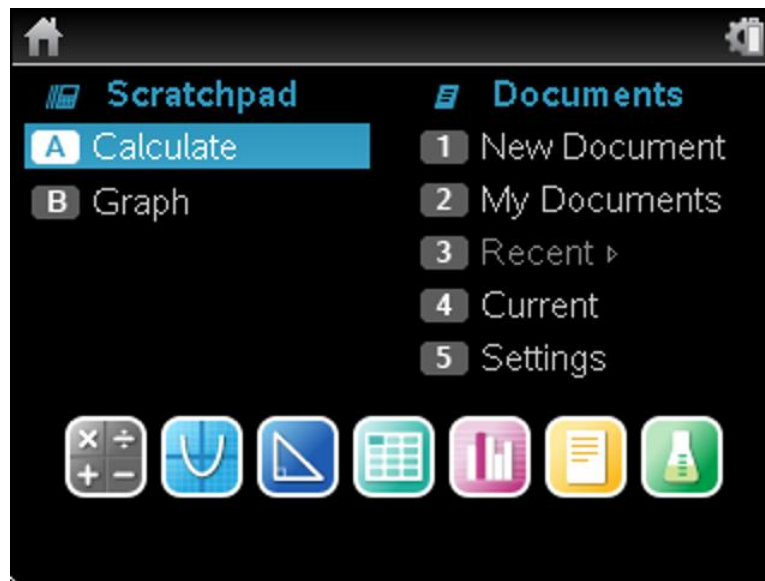 Scratchpad
A Calculate
B Graph
Documents
1 New Document
2 My Documents
3 Recent ▹
4 Current
5 Settings